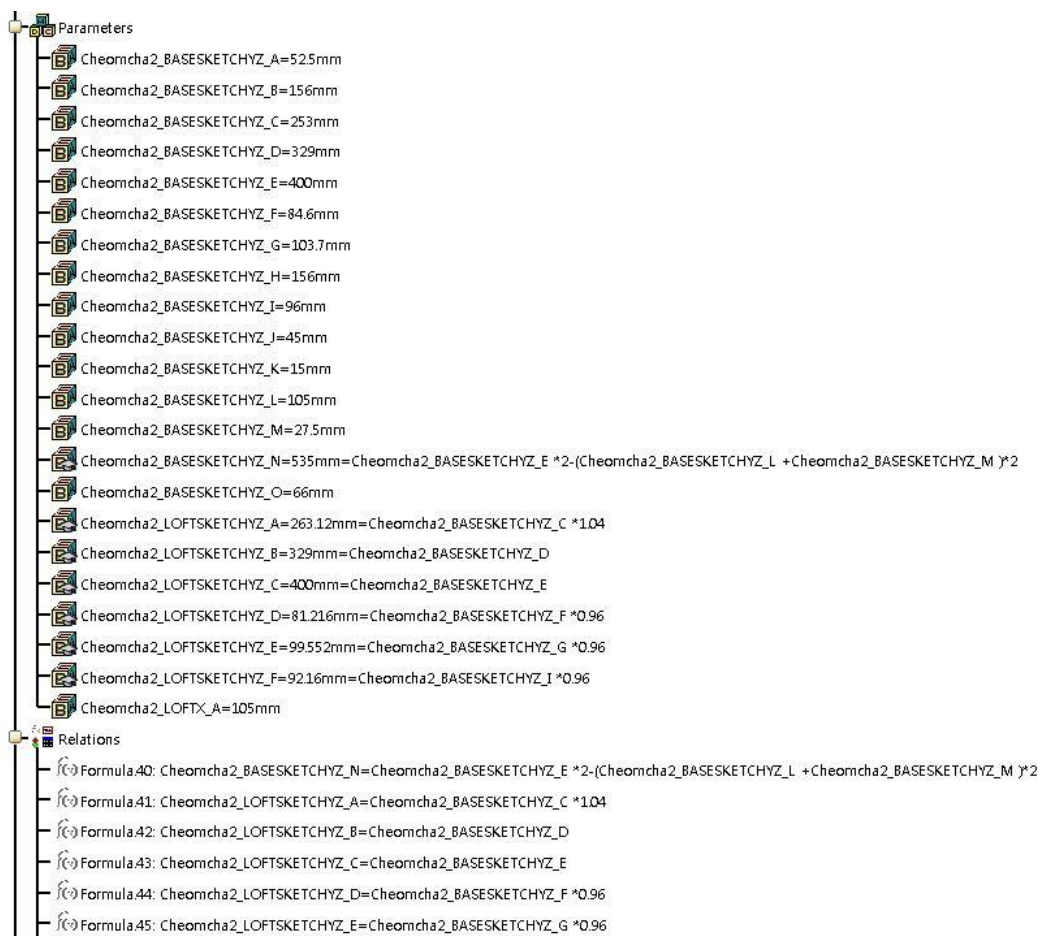 Parameters
Cheomcha2_BASESKETCHYZ_A=52.5mm
Cheomcha2_BASESKETCHYZ_B=156mm
Cheomcha2_BASESKETCHYZ_C=253mm
Cheomcha2_BASESKETCHYZ_D=329mm
Cheomcha2_BASESKETCHYZ_E=400mm
Cheomcha2_BASESKETCHYZ_F=84.6mm
Cheomcha2_BASESKETCHYZ_G=103.7mm
Cheomcha2_BASESKETCHYZ_H=156mm
Cheomcha2_BASESKETCHYZ_I=96mm
Cheomcha2_BASESKETCHYZ_J=45mm
Cheomcha2_BASESKETCHYZ_K=15mm
Cheomcha2_BASESKETCHYZ_L=105mm
Cheomcha2_BASESKETCHYZ_M=27.5mm
Cheomcha2_BASESKETCHYZ_N=535mm=Cheomcha2_BASESKETCHYZ_E *2-(Cheomcha2_BASESKETCHYZ_L +Cheomcha2_BASESKETCHYZ_M )*2
Cheomcha2_BASESKETCHYZ_O=66mm
Cheomcha2_LOFTSKETCHYZ_A=263.12mm=Cheomcha2_BASESKETCHYZ_C *1.04
Cheomcha2_LOFTSKETCHYZ_B=329mm=Cheomcha2_BASESKETCHYZ_D
Cheomcha2_LOFTSKETCHYZ_C=400mm=Cheomcha2_BASESKETCHYZ_E
Cheomcha2_LOFTSKETCHYZ_D=81.216mm=Cheomcha2_BASESKETCHYZ_F *0.96
Cheomcha2_LOFTSKETCHYZ_E=99.552mm=Cheomcha2_BASESKETCHYZ_G *0.96
Cheomcha2_LOFTSKETCHYZ_F=92.16mm=Cheomcha2_BASESKETCHYZ_I *0.96
Cheomcha2_LOFTX_A=105mm
Relations
Formula.40: Cheomcha2_BASESKETCHYZ_N=Cheomcha2_BASESKETCHYZ_E *2-(Cheomcha2_BASESKETCHYZ_L +Cheomcha2_BASESKETCHYZ_M )*2
Formula.41: Cheomcha2_LOFTSKETCHYZ_A=Cheomcha2_BASESKETCHYZ_C *1.04
Formula.42: Cheomcha2_LOFTSKETCHYZ_B=Cheomcha2_BASESKETCHYZ_D
Formula.43: Cheomcha2_LOFTSKETCHYZ_C=Cheomcha2_BASESKETCHYZ_E
Formula.44: Cheomcha2_LOFTSKETCHYZ_D=Cheomcha2_BASESKETCHYZ_F *0.96
Formula.45: Cheomcha2_LOFTSKETCHYZ_E=Cheomcha2_BASESKETCHYZ_G *0.96